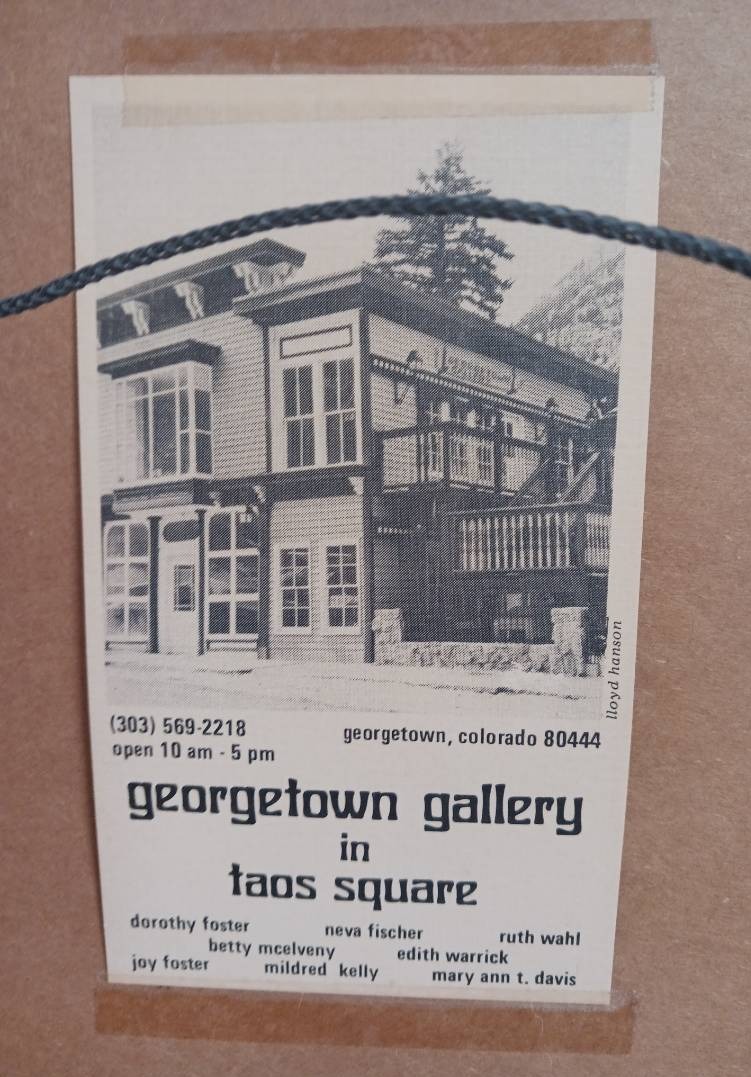 lloyd hanson
(303) 569-2218
open 10 am - 5 pm
georgetown, colorado 80444
georgetown gallery
in
taos square
dorothy foster neva fischer ruth wahl
betty mcelveny edith warrick
joy foster mildred kelly mary ann t. davis